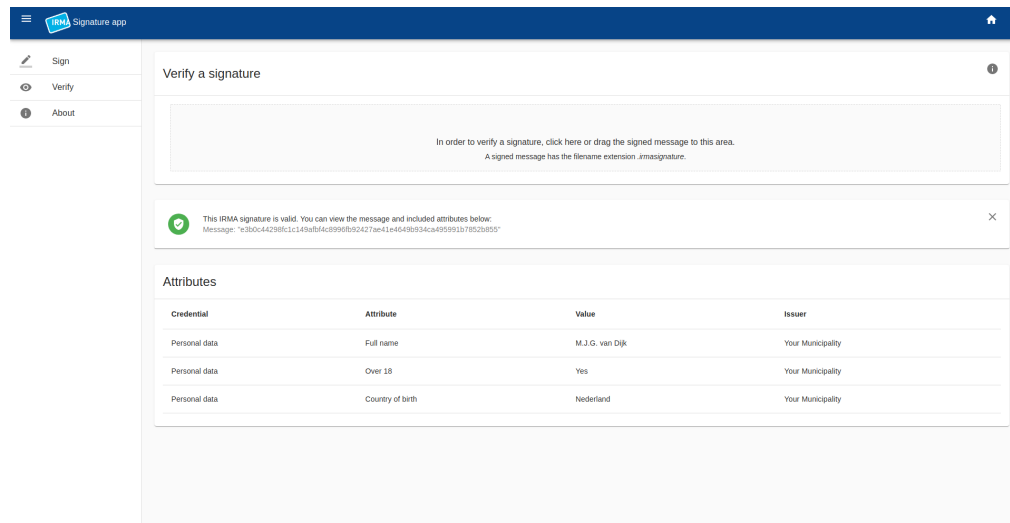 IRMA Signature app
Sign
Verify
About
Verify a signature
In order to verify a signature, click here or drag the signed message to this area.
A signed message has the filename extension .irmasignature.
This IRMA signature is valid. You can view the message and included attributes below:
Message: "e3b0c44298fc1c149afbf4c8996fb92427ae41e4649b934ca495991b7852b855"
Attributes
Credential Attribute Value Issuer
Personal data Full name M.J.G. van Dijk Your Municipality
Personal data Over 18 Yes Your Municipality
Personal data Country of birth Nederland Your Municipality